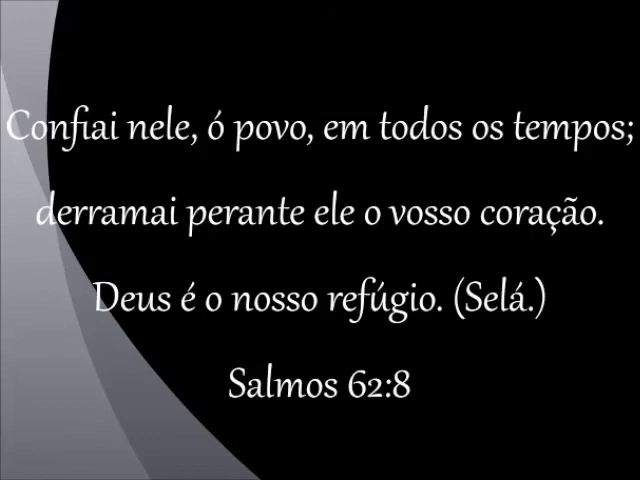 Confiai nele, ó povo, em todos os tempos;
derramai perante ele o vosso coração.
Deus é o nosso refúgio. (Selá.)
Salmos 62:8